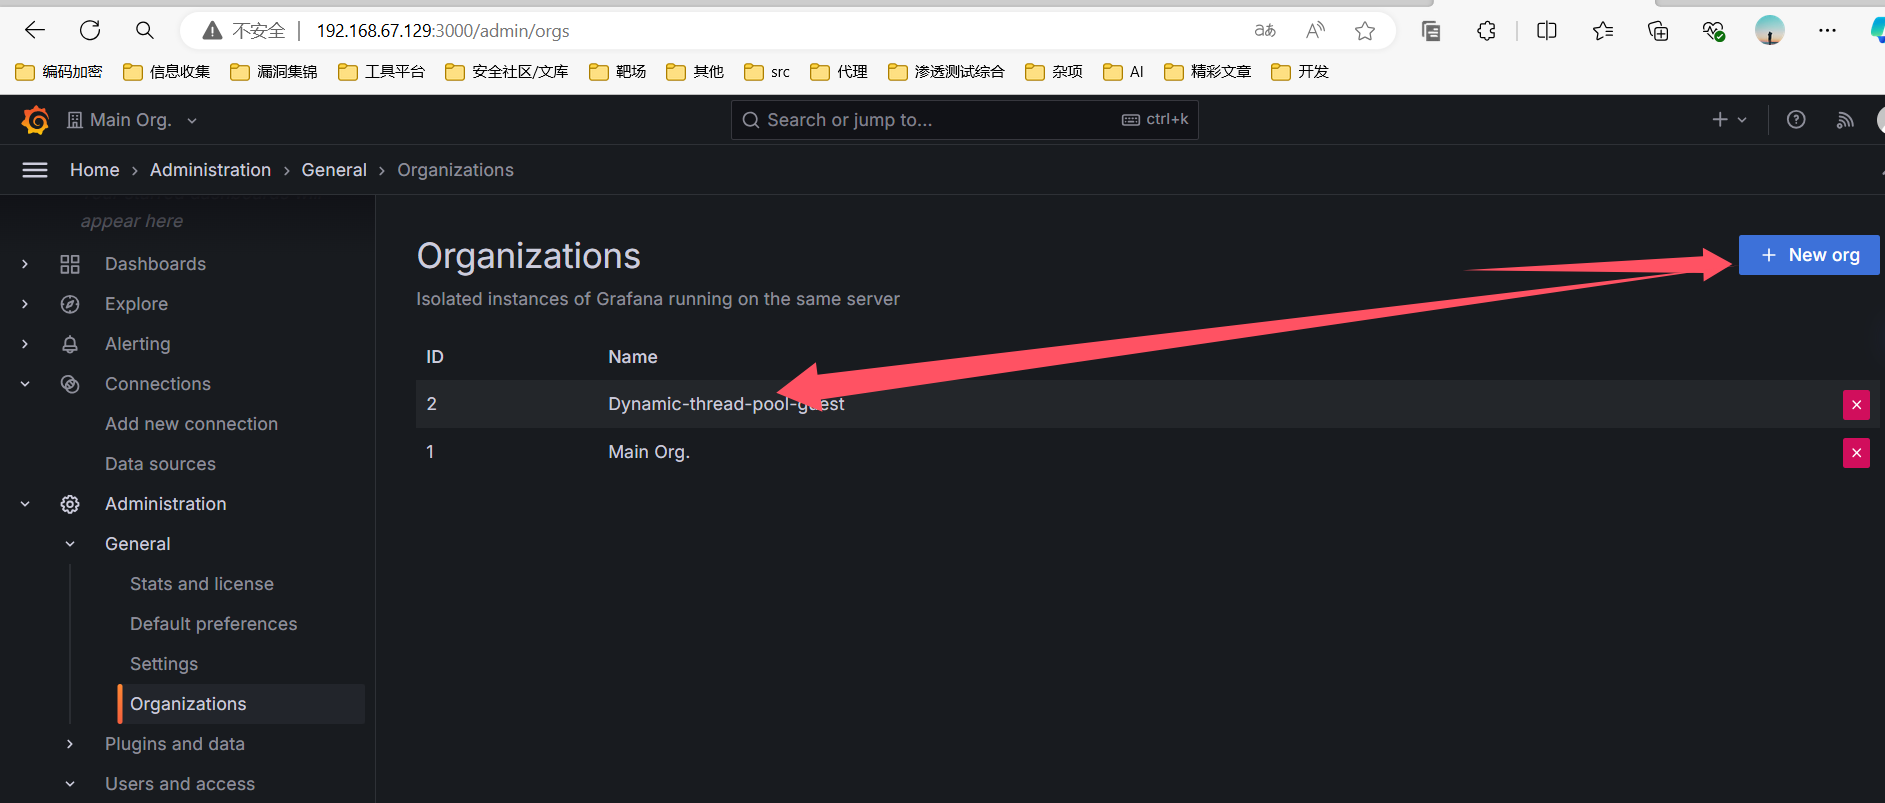 不安全 192.168.67.129:3000/admin/orgs
编码加密 信息收集 漏洞集锦 工具平台 安全社区/文库 靶场 其他 src 代理 渗透测试综合 杂项 AI 精彩文章 开发
Main Org.
Search or jump to...
ctrl+k
Home › Administration › General › Organizations
appear here
Dashboards
Explore
Alerting
Connections
Add new connection
Data sources
Administration
General
Stats and license
Default preferences
Settings
Organizations
Plugins and data
Users and access
Organizations
+ New org
Isolated instances of Grafana running on the same server
ID Name
2 Dynamic-thread-pool-guest
1 Main Org.